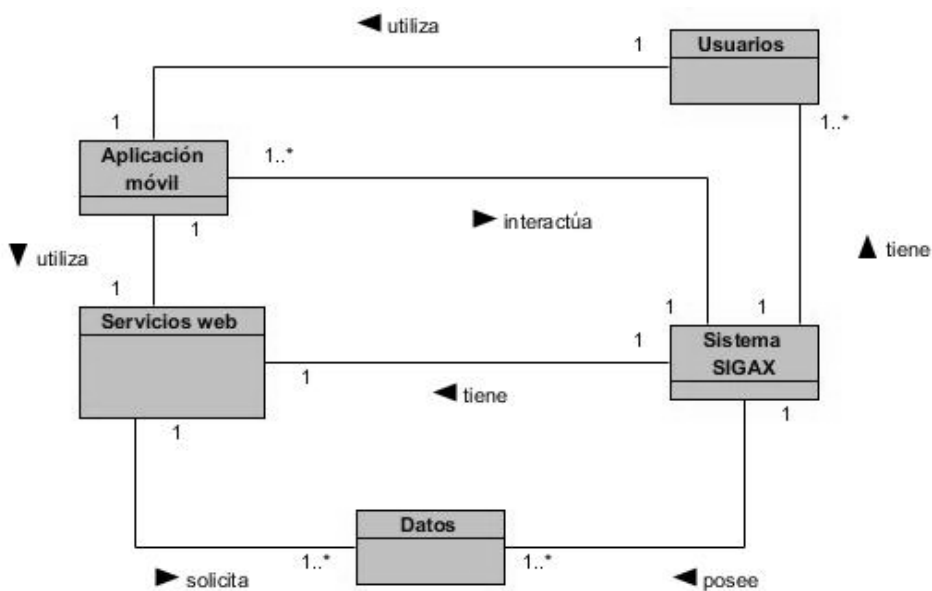 utiliza
1
Usuarios
1
1..*
Aplicación
móvil
1..*
1
interactúa
utiliza
tiene
1
1
1
Servicios web
1
Sistema
SIGAX
1
tiene
1
1
Datos
1..*
1..*
solicita
posee